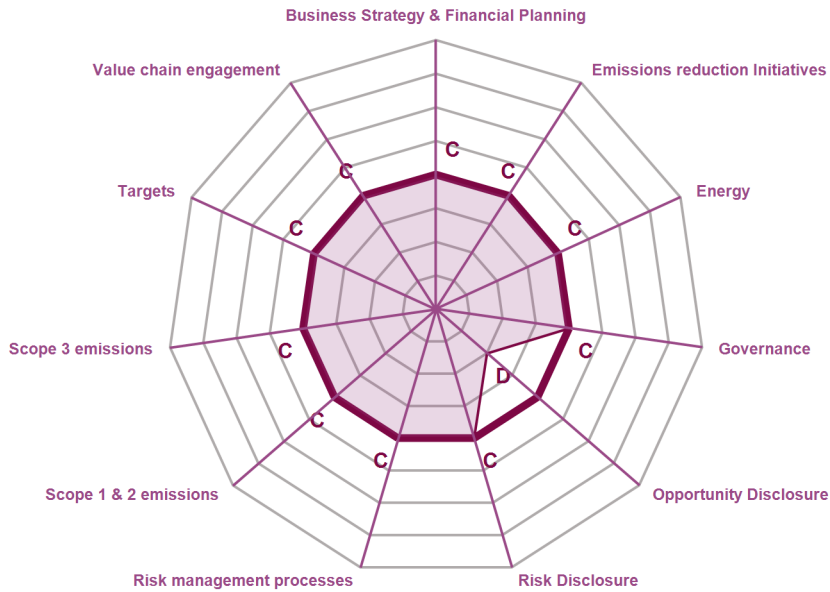 Business Strategy & Financial Planning
Value chain engagement
Emissions reduction Initiatives
C
C
C
Targets
Energy
C
C
Scope 3 emissions
C
C
Governance
D
C
C
C
Scope 1 & 2 emissions
Opportunity Disclosure
Risk management processes
Risk Disclosure